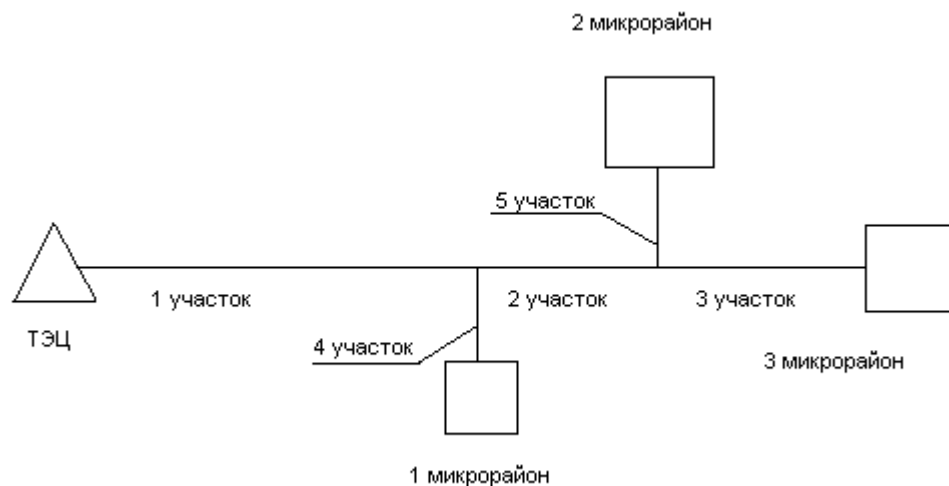 2 микрорайон
5 участок
1 участок
2 участок
3 участок
ТЭЦ
4 участок
3 микрорайон
1 микрорайон